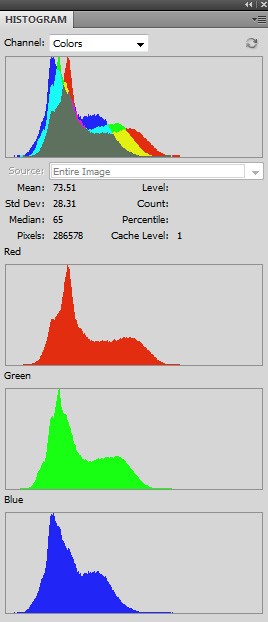 HISTOGRAM
Channel: Colors
Source: Entire Image
Mean: 73.51 Level:
Std Dev: 28.31 Count:
Median: 65 Percentile:
Pixels: 286578 Cache Level: 1
Red
Green
Blue